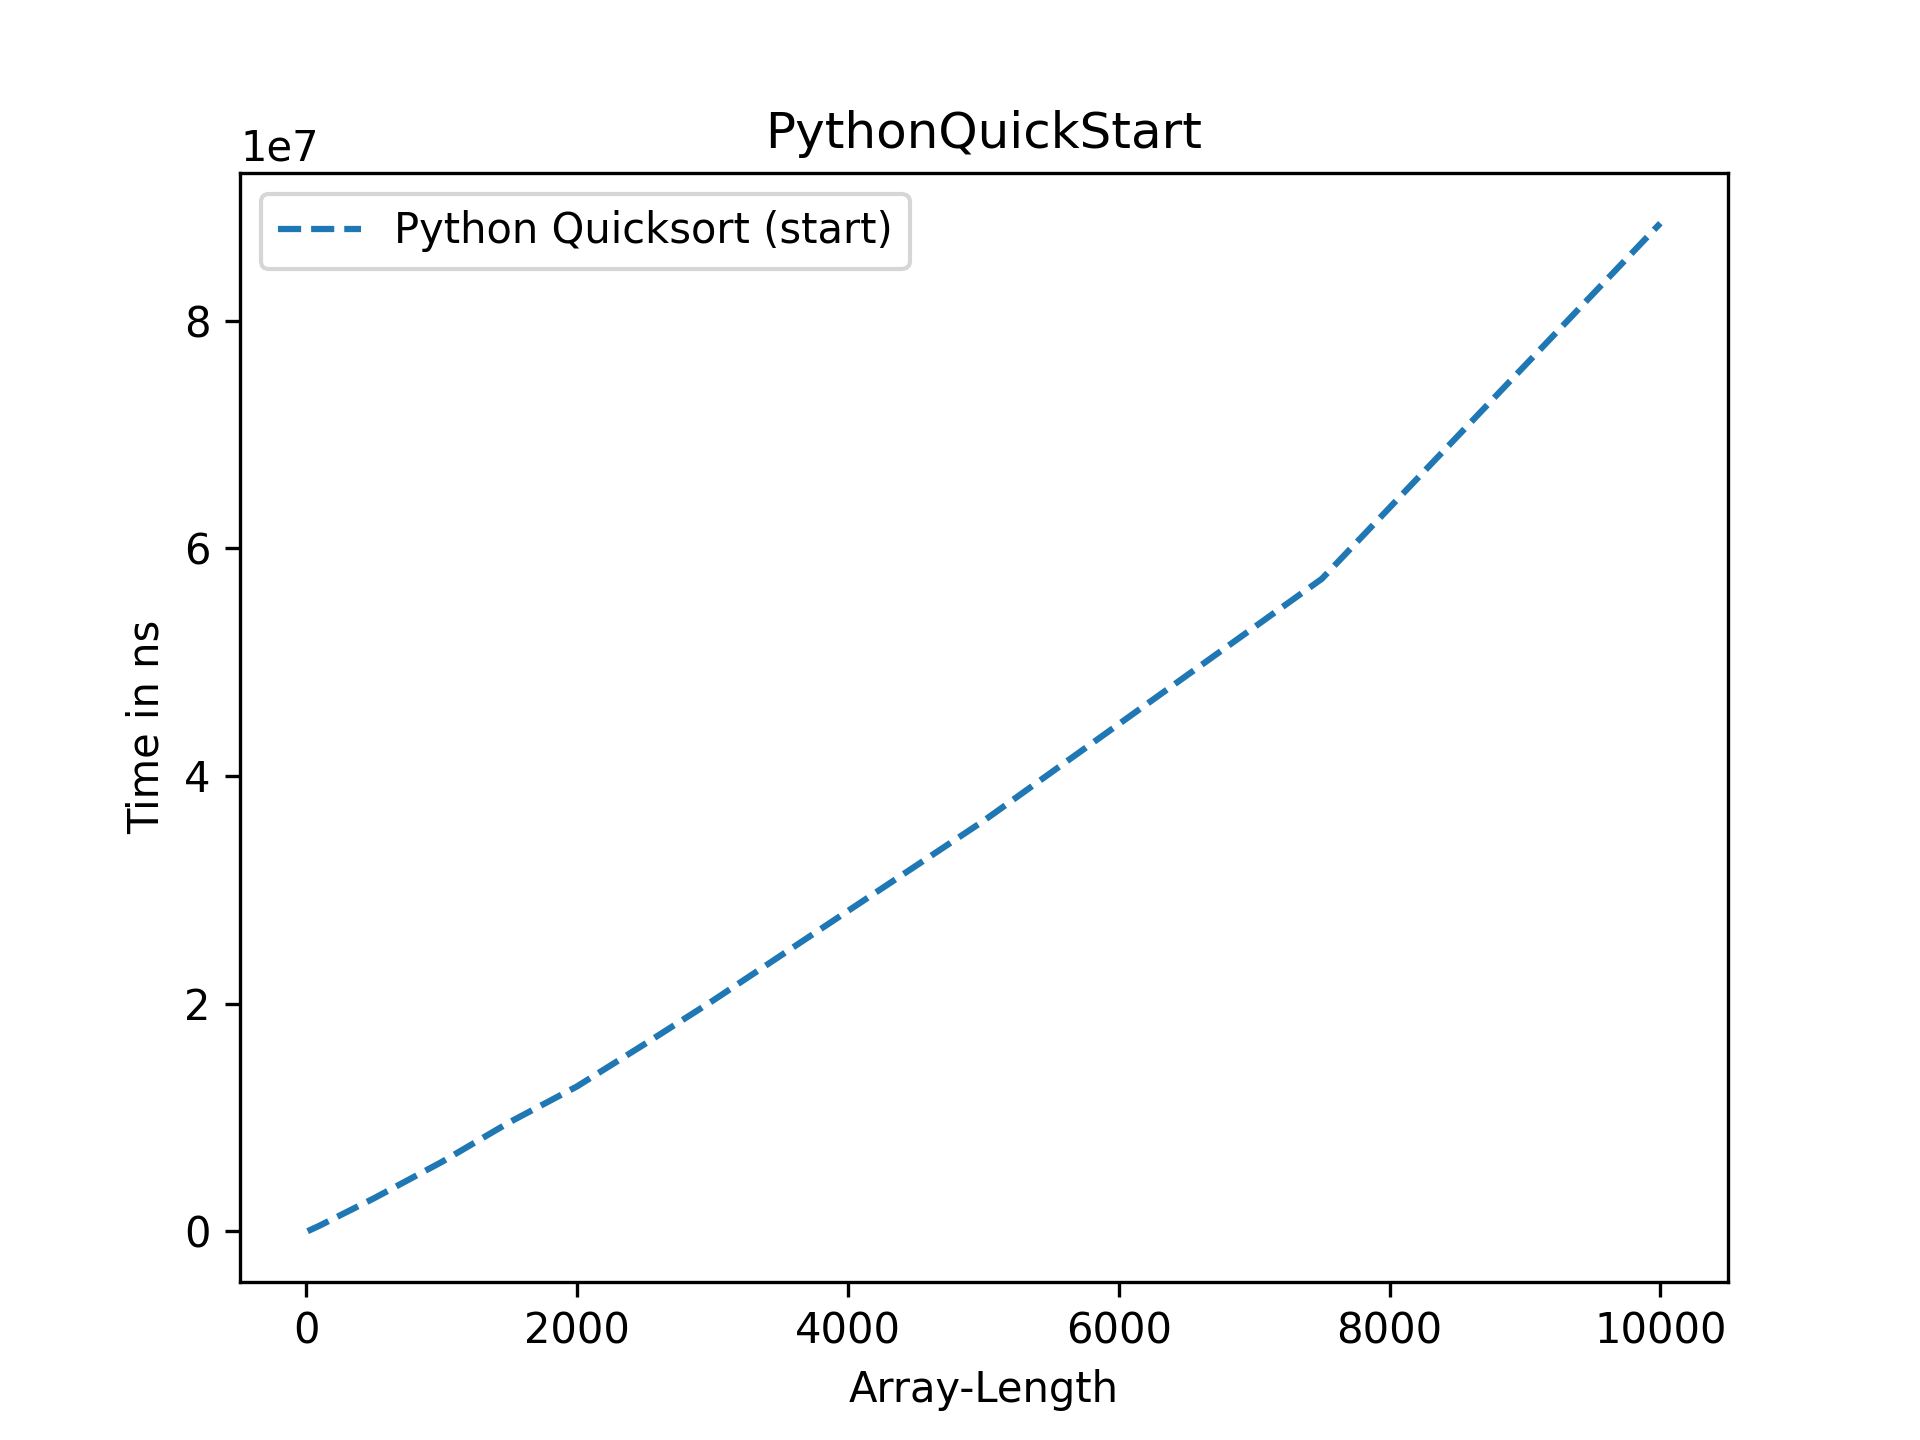 PythonQuickStart
1e7
Python Quicksort (start)
8
6
4
2
0
Time in ns
0 2000 4000 6000 8000 10000
Array-Length